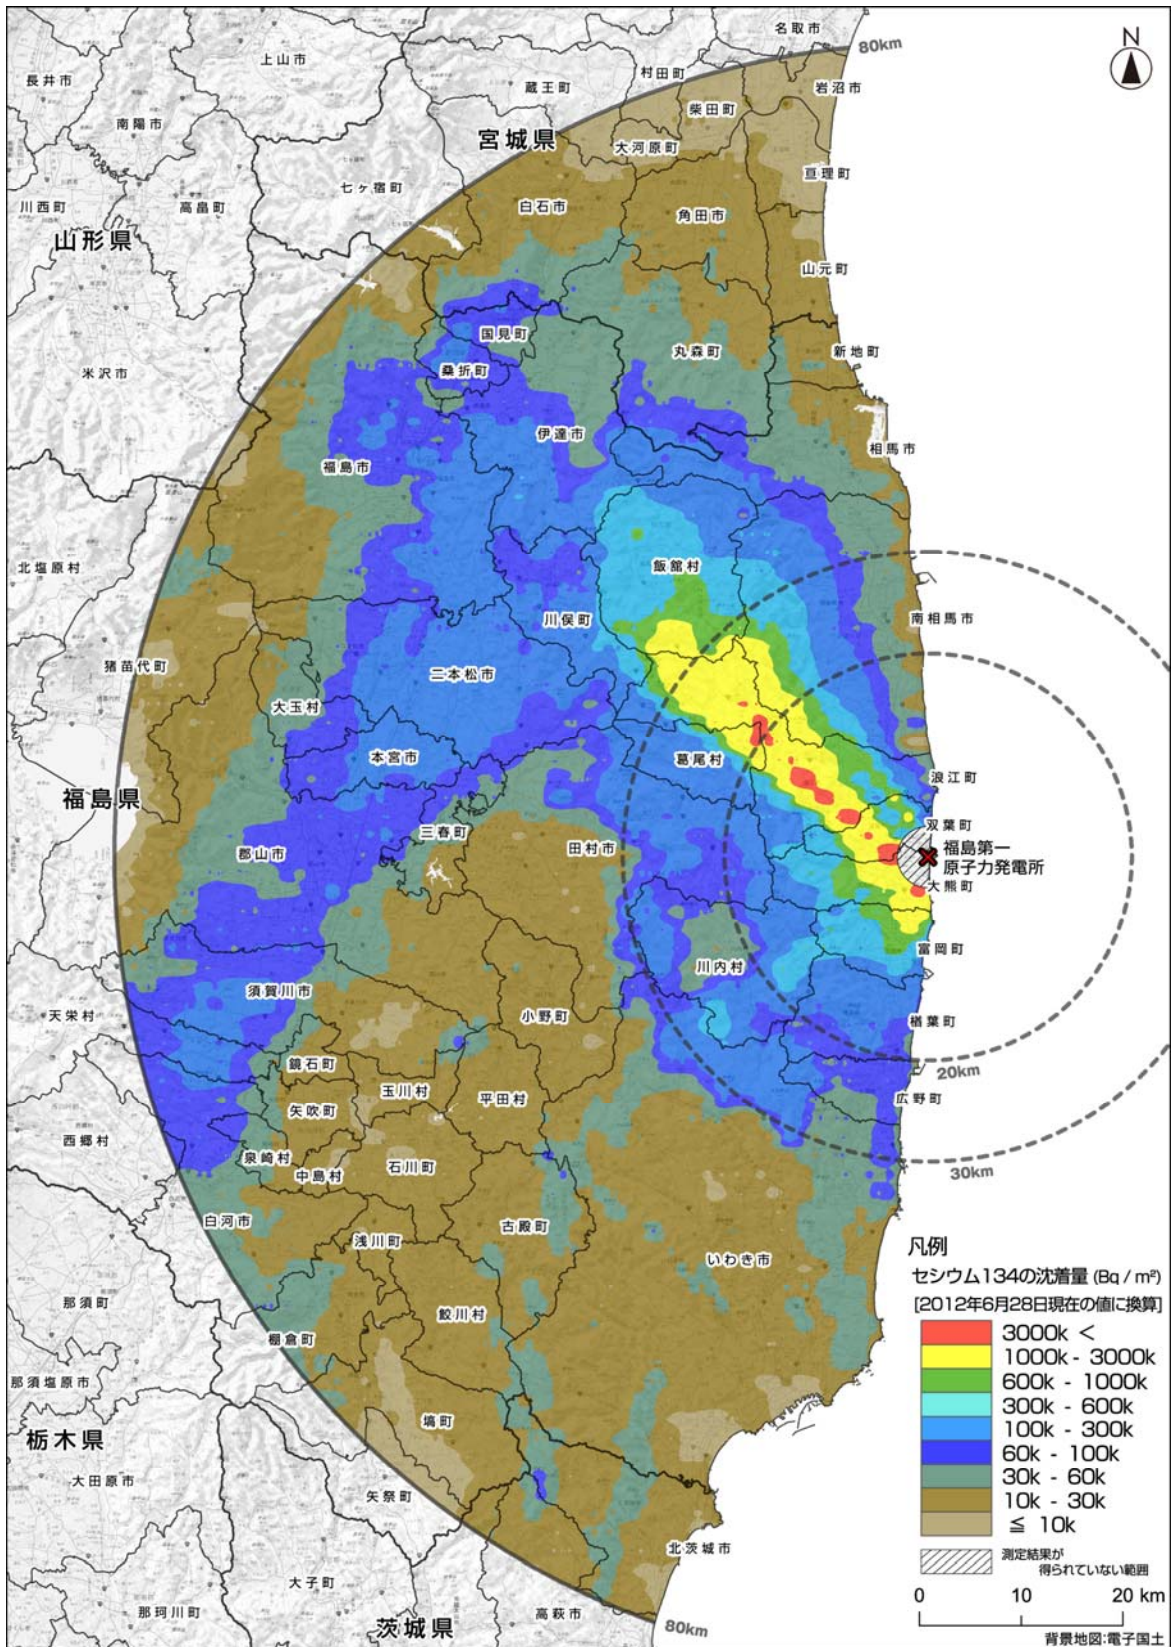 名取市
80km
N
上山市
村田町
長井市
蔵王町
岩沼市
柴田町
南陽市
宮城県
大河原町
亘理町
七ヶ宿町
川西町
高畠町
白石市
角田市
山形県
山元町
国見町
丸森町
新地町
桑折町
米沢市
伊達市
相馬市
福島市
飯舘村
北塩原村
川俣町
南相馬市
猪苗代町
二本松市
大玉村
本宮市
葛尾村
浪江町
福島県
双葉町
三春町
田村市
福島第一
原子力発電所
郡山市
大熊町
富岡町
川内村
須賀川市
天栄村
小野町
楢葉町
鏡石町
20km
玉川村
平田村
広野町
矢吹町
西郷村
泉崎村
石川町
中島村
30km
白河市
古殿町
浅川町
いわき市
凡例
セシウム134の沈着量 (Bq / m²)
[2012年6月28日現在の値に換算]
那須町
鮫川村
3000k <
棚倉町
1000k - 3000k
600k - 1000k
那須塩原市
300k - 600k
塙町
100k - 300k
栃木県
60k - 100k
大田原市
30k - 60k
矢祭町
10k - 30k
≦ 10k
北茨城市
測定結果が
得られていない範囲
大子町
0 10 20 km
那珂川町
高萩市
茨城県
80km
背景地図:電子国土